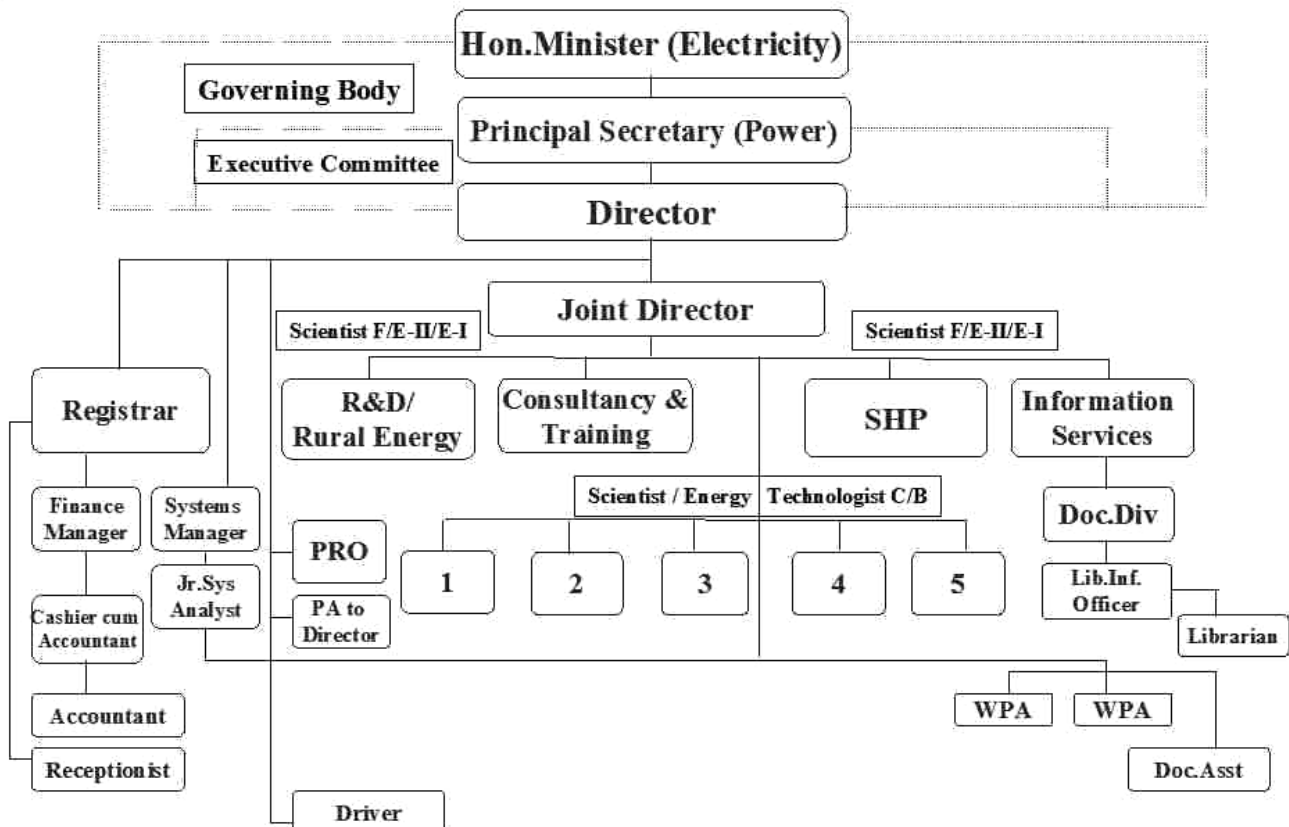 Hon.Minister (Electricity)
Governing Body
Principal Secretary (Power)
Executive Committee
Director
Joint Director
Scientist F/E-II/E-I
Scientist F/E-II/E-I
Registrar
R&D/
Rural Energy
Consultancy &
Training
SHP
Information
Services
Finance
Manager
Systems
Manager
Scientist / Energy Technologist C/B
Doc.Div
PRO
1
2
3
4
5
Jr.Sys
Analyst
Lib.Inf.
Officer
Cashier cum
Accountant
PA to
Director
Librarian
Accountant
WPA
WPA
Receptionist
Doc.Asst
Driver